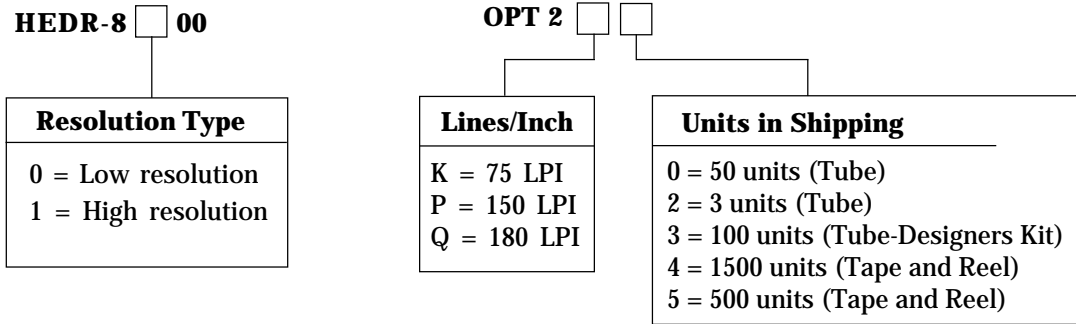 HEDR-8 00
OPT 2
Resolution Type
0 = Low resolution
1 = High resolution
Lines/Inch
K = 75 LPI
P = 150 LPI
Q = 180 LPI
Units in Shipping
0 = 50 units (Tube)
2 = 3 units (Tube)
3 = 100 units (Tube-Designers Kit)
4 = 1500 units (Tape and Reel)
5 = 500 units (Tape and Reel)